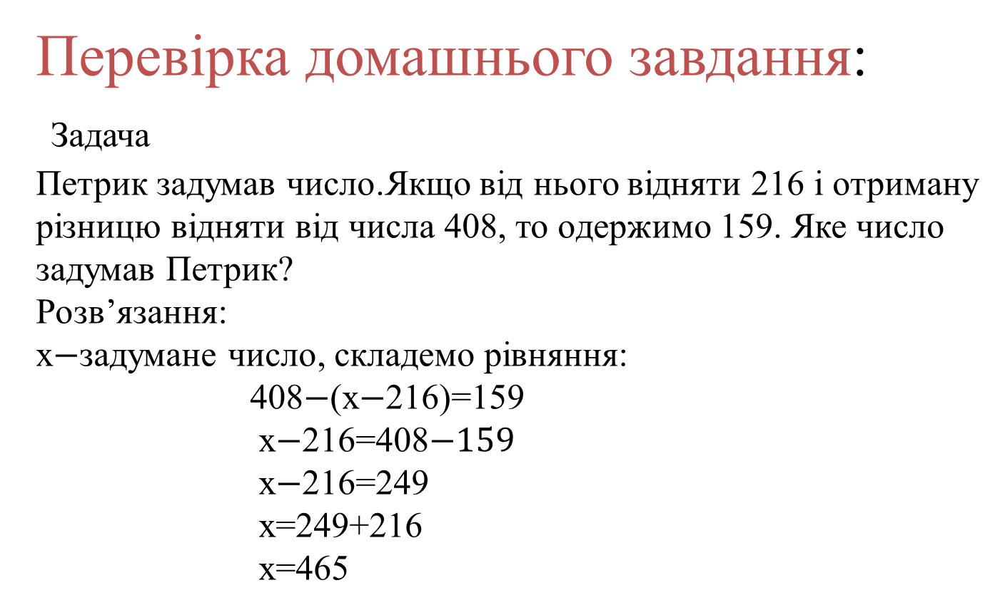 Перевірка домашнього завдання:
Задача
Петрик задумав число.Якщо від нього відняти 216 і отриману
різницю відняти від числа 408, то одержимо 159. Яке число
задумав Петрик?
Розв’язання:
х−задумане число, складемо рівняння:
408−(х−216)=159
х−216=408−159
х−216=249
х=249+216
х=465